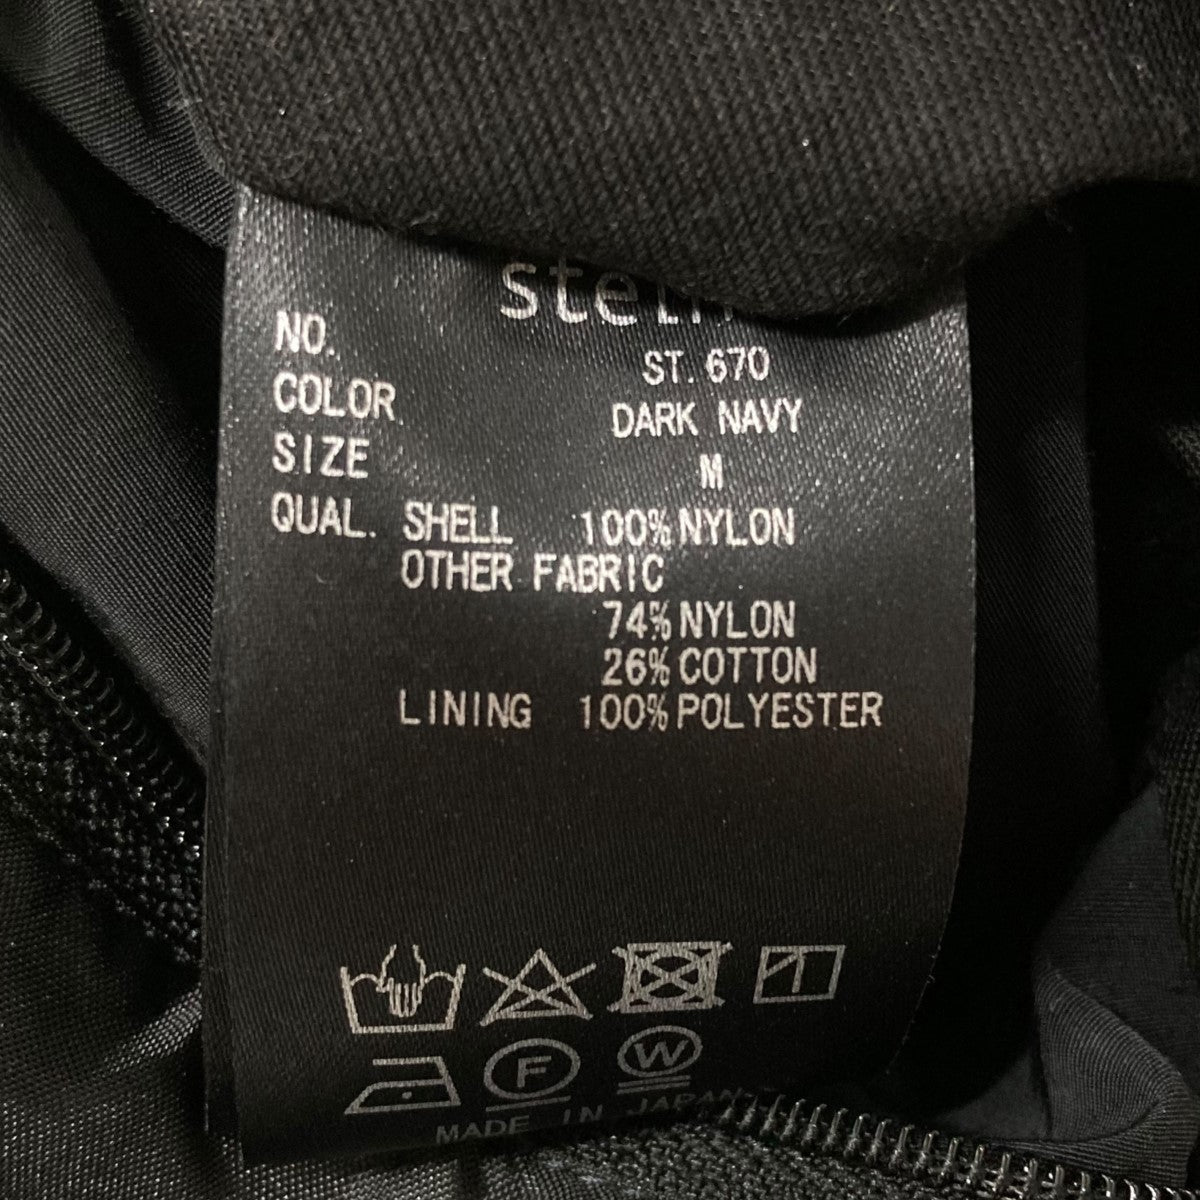 NO. ST. 670
COLOR DARK NAVY
SIZE M
QUAL. SHELL 100% NYLON
OTHER FABRIC
74% NYLON
26% COTTON
LINING 100% POLYESTER
F W
MADE IN JAPAN